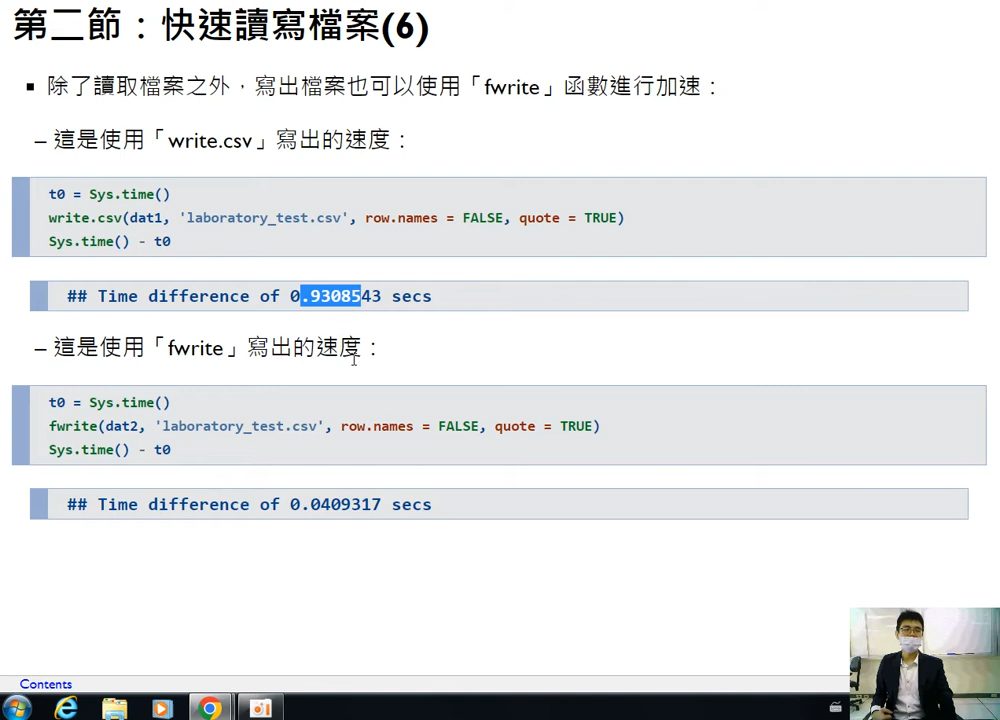 第二節：快速讀寫檔案(6)
▪ 除了讀取檔案之外，寫出檔案也可以使用「fwrite」函數進行加速：
– 這是使用「write.csv」寫出的速度：
t0 = Sys.time()
write.csv(dat1, 'laboratory_test.csv', row.names = FALSE, quote = TRUE)
Sys.time() - t0
## Time difference of 0.9308543 secs
– 這是使用「fwrite」寫出的速度：
t0 = Sys.time()
fwrite(dat2, 'laboratory_test.csv', row.names = FALSE, quote = TRUE)
Sys.time() - t0
## Time difference of 0.0409317 secs
Contents